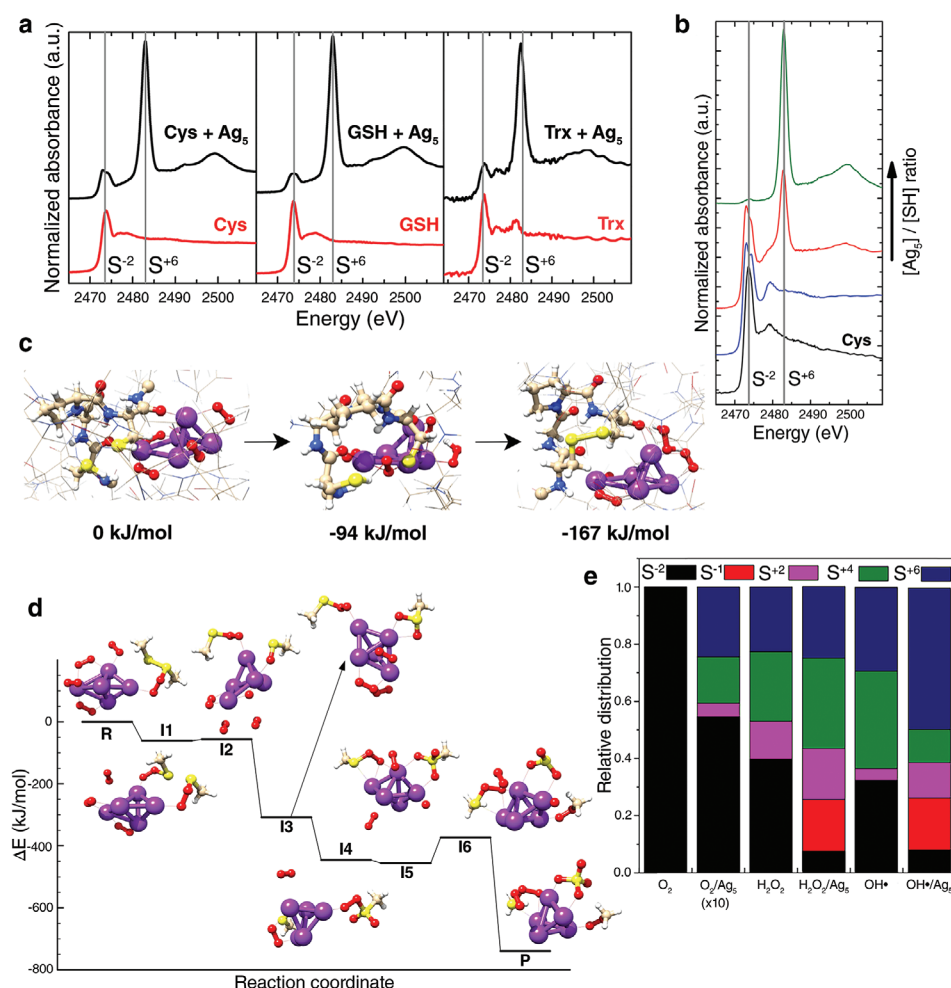 a
Normalized absorbance (a.u.)
Cys + Ag5
GSH + Ag5
Trx + Ag5
Cys
GSH
Trx
S-2 S+6
S-2 S+6
S-2 S+6
2470 2480 2490 2500
2470 2480 2490 2500
2470 2480 2490 2500
Energy (eV)
b
Normalized absorbance (a.u.)
[Ag5] / [SH] ratio
Cys
S-2 S+6
2470 2480 2490 2500
Energy (eV)
c
0 kJ/mol
-94 kJ/mol
-167 kJ/mol
d
ΔE (kJ/mol)
0
-200
-400
-600
-800
R
I1
I2
I3
I4
I5
I6
P
Reaction coordinate
e
S-2 S-1 S+2 S+4 S+6
Relative distribution
1.0
0.8
0.6
0.4
0.2
0.0
O2
O2/Ag5
(x10)
H2O2
H2O2/Ag5
OH•
OH•/Ag5